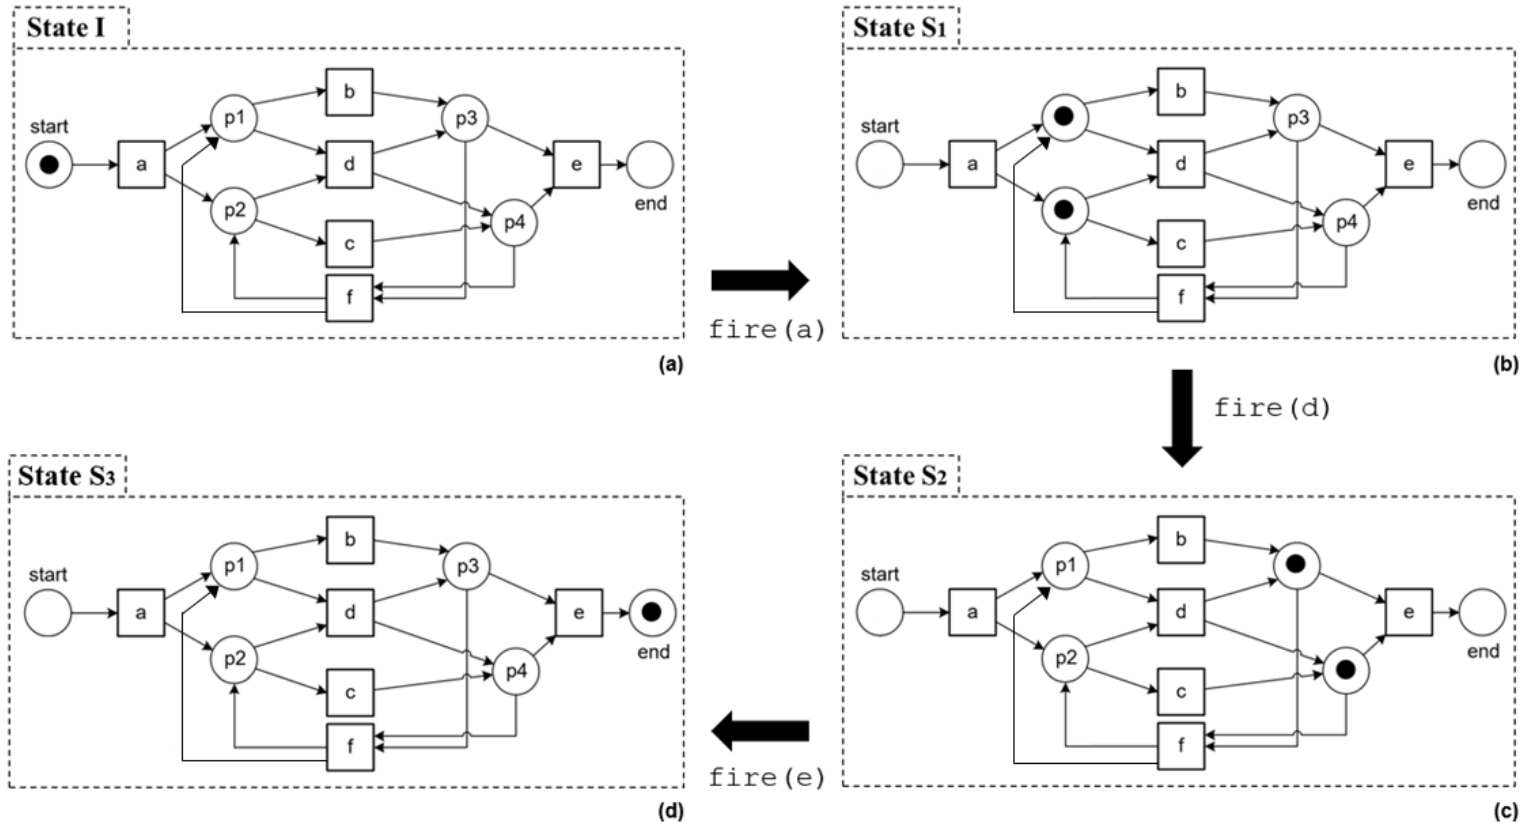 State I
start
a
p1
p2
b
d
c
f
p3
p4
e
end
(a)
fire(a)
State S1
start
a
b
d
c
f
p3
p4
e
end
(b)
fire(d)
State S3
start
a
p1
p2
b
d
c
f
p3
p4
e
end
(d)
fire(e)
State S2
start
a
p1
p2
b
d
c
f
e
end
(c)